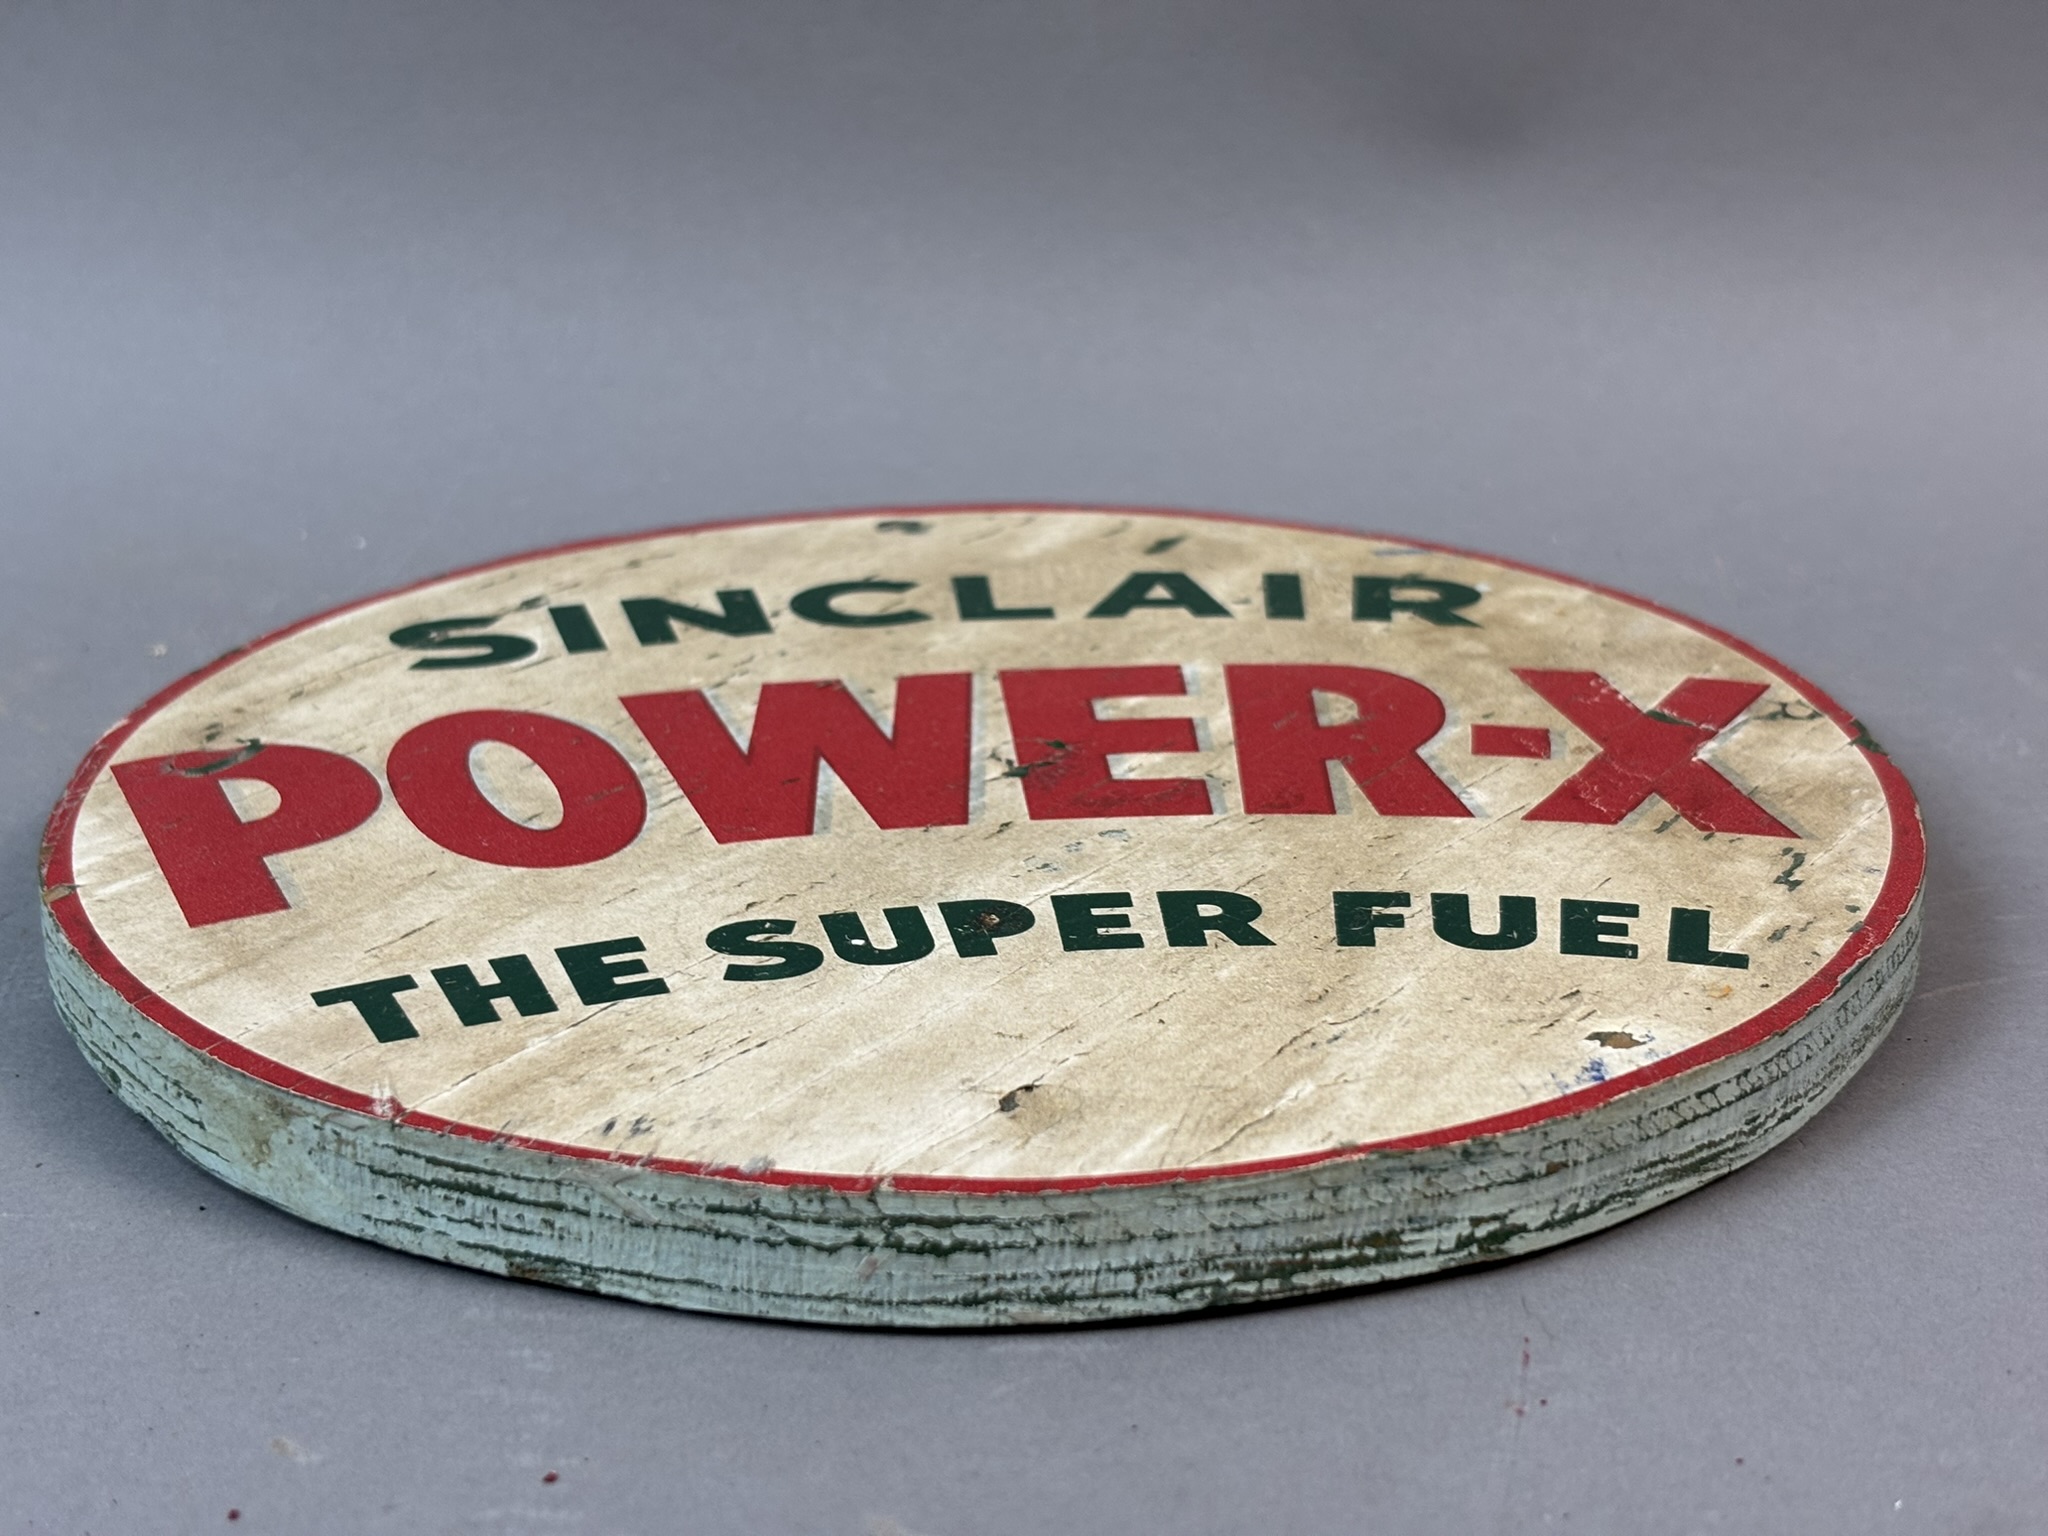 SINCLAIR
POWER-X
THE SUPER FUEL